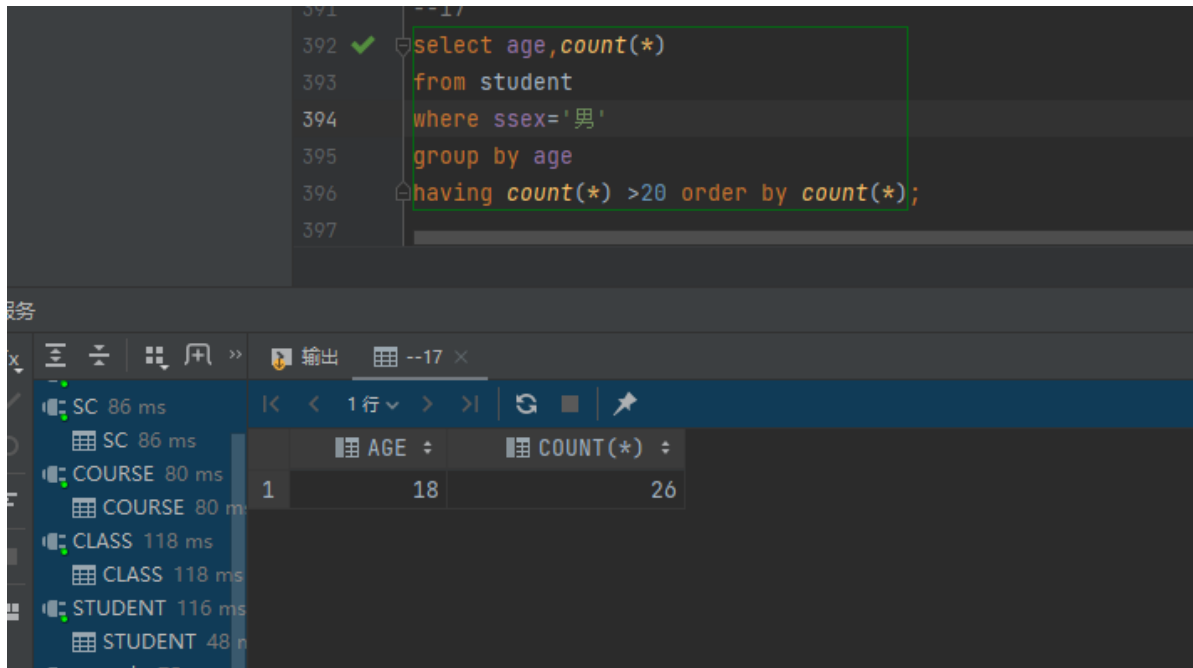 391 --17
392 select age,count(*)
393 from student
394 where ssex='男'
395 group by age
396 having count(*) >20 order by count(*);
397
服务
输出 --17
SC 86 ms
1行
SC 86 ms
AGE COUNT(*)
COURSE 80 ms
1 18 26
COURSE 80 m
CLASS 118 ms
CLASS 118 ms
STUDENT 116 ms
STUDENT 48